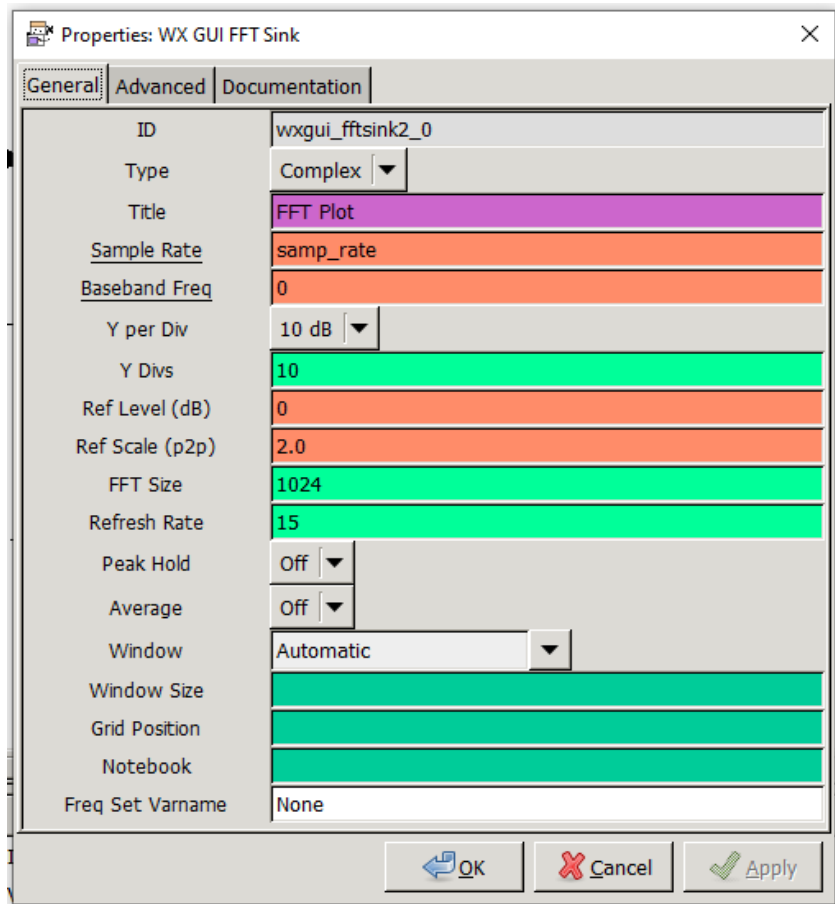 Properties: WX GUI FFT Sink
General Advanced Documentation
ID wxgui_fftsink2_0
Type Complex
Title FFT Plot
Sample Rate samp_rate
Baseband Freq 0
Y per Div 10 dB
Y Divs 10
Ref Level (dB) 0
Ref Scale (p2p) 2.0
FFT Size 1024
Refresh Rate 15
Peak Hold Off
Average Off
Window Automatic
Window Size
Grid Position
Notebook
Freq Set Varname None
OK Cancel Apply